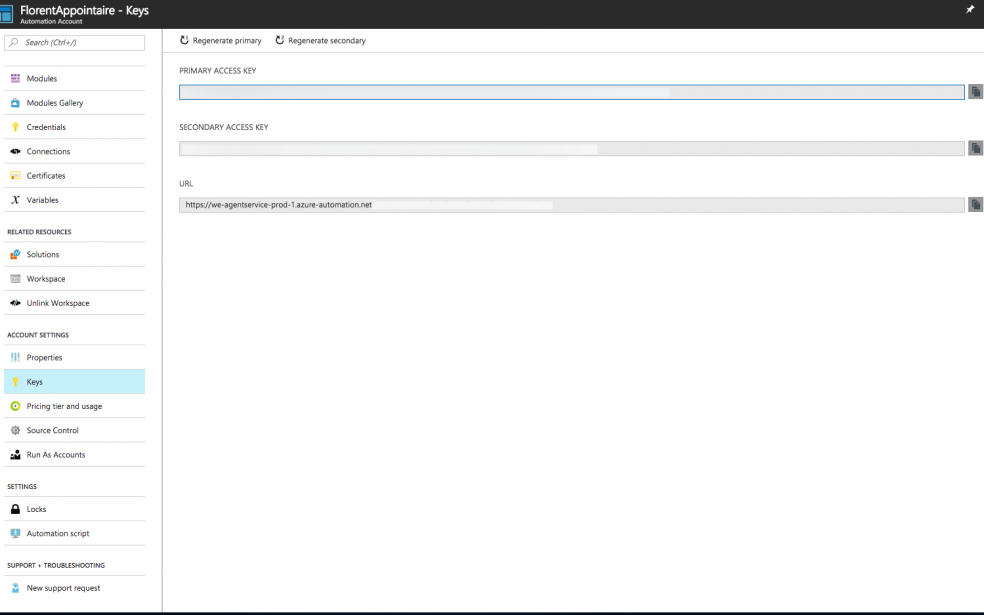 FlorentAppointaire - Keys
Automation Account
Search (Ctrl+/)
Modules
Modules Gallery
Credentials
Connections
Certificates
Variables
RELATED RESOURCES
Solutions
Workspace
Unlink Workspace
ACCOUNT SETTINGS
Properties
Keys
Pricing tier and usage
Source Control
Run As Accounts
SETTINGS
Locks
Automation script
SUPPORT + TROUBLESHOOTING
New support request
Regenerate primary
Regenerate secondary
PRIMARY ACCESS KEY
SECONDARY ACCESS KEY
URL
https://we-agentservice-prod-1.azure-automation.net